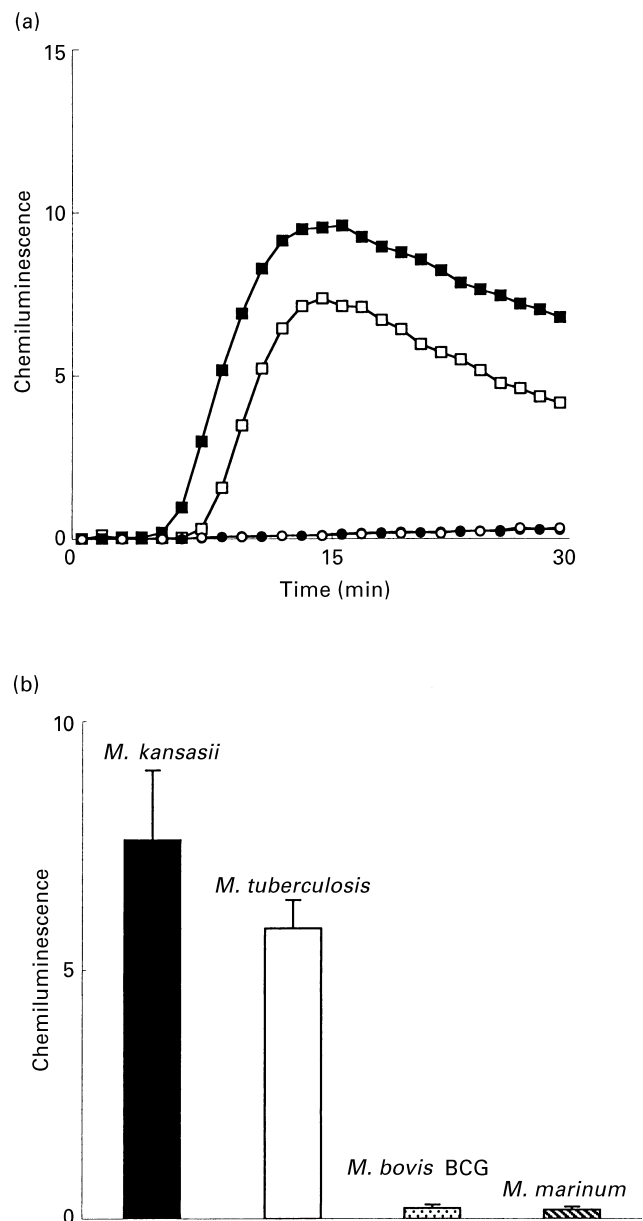 (a)
15
10
5
0
Chemiluminescence
0 15 30
Time (min)
(b)
10
5
0
Chemiluminescence
M. kansasii
M. tuberculosis
M. bovis BCG
M. marinum